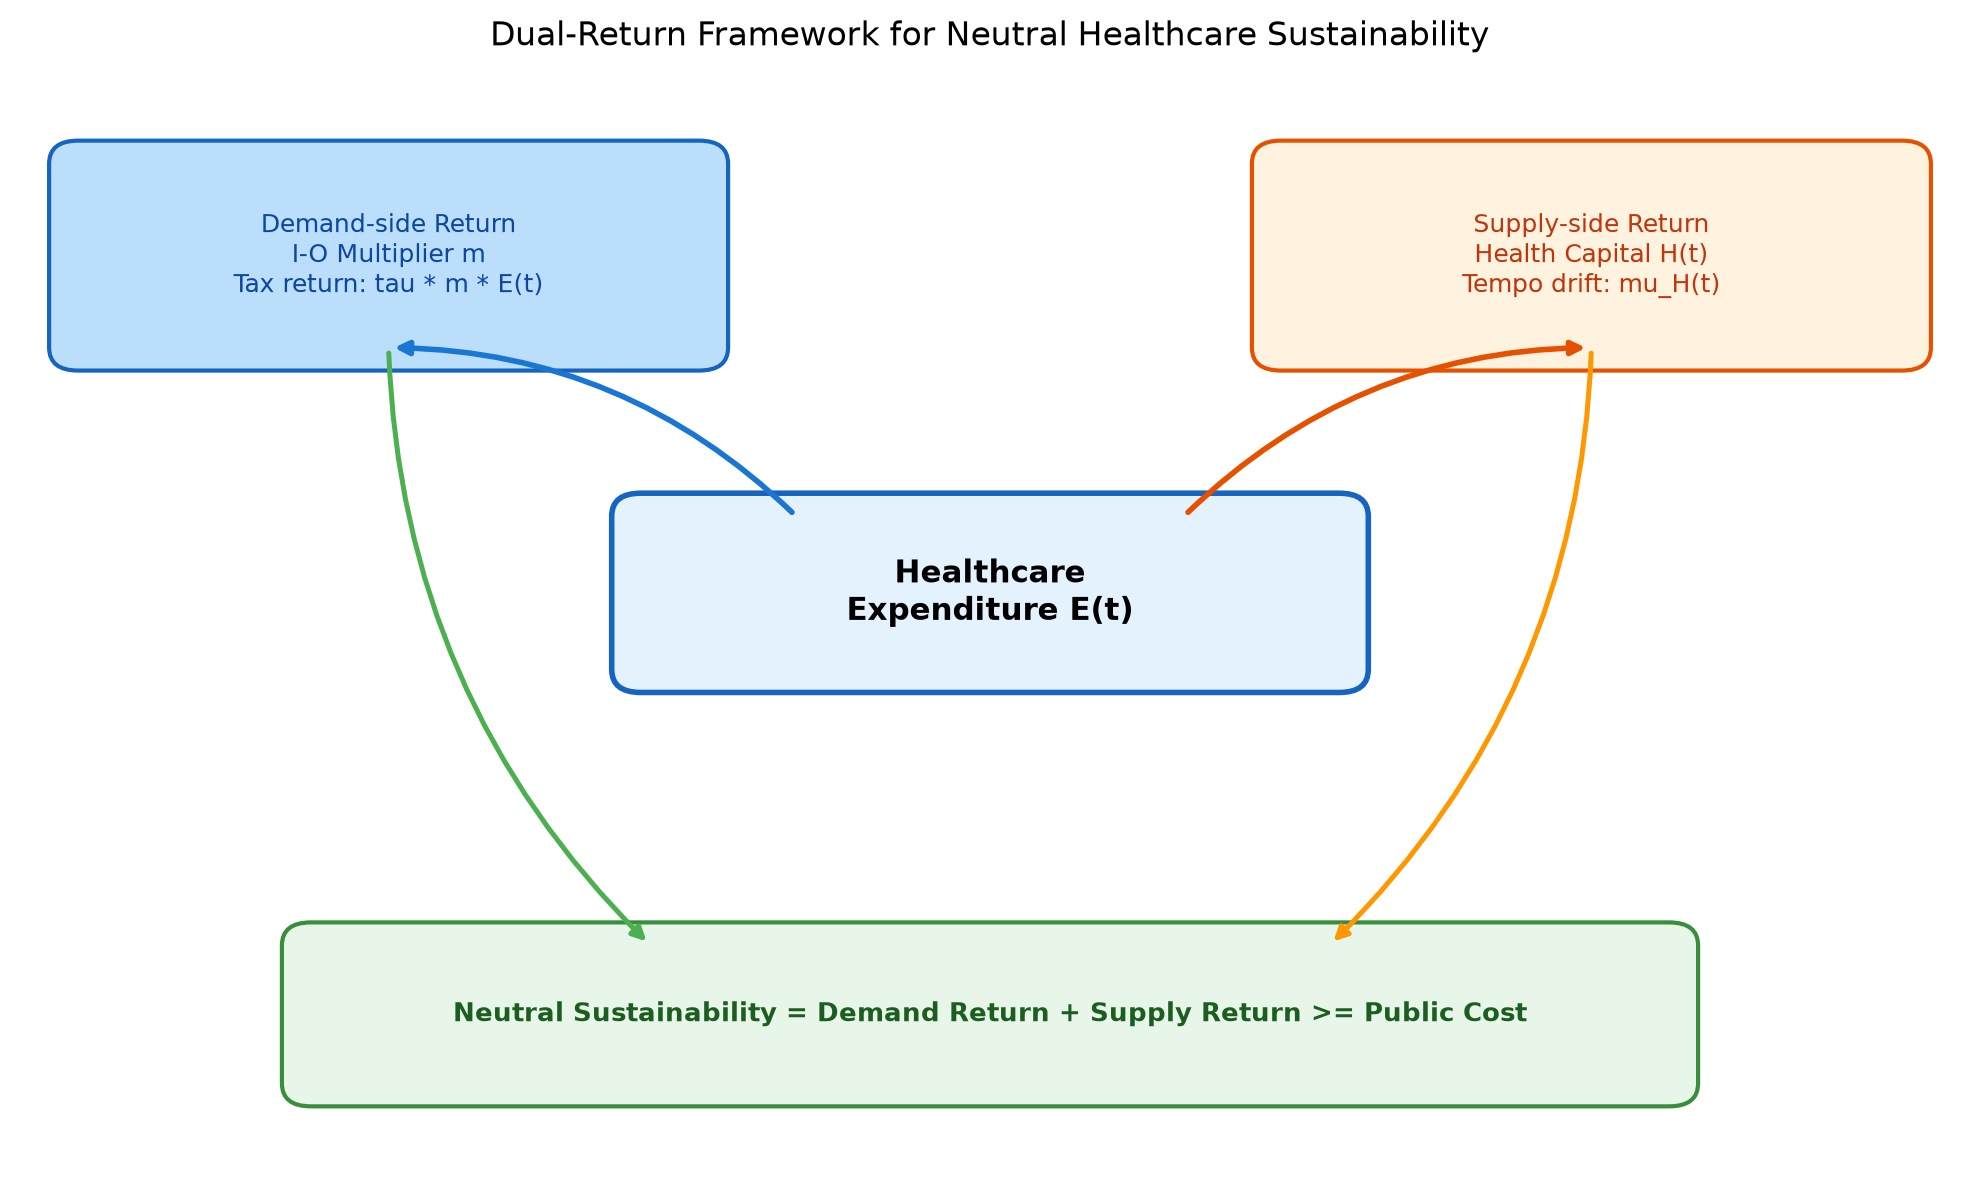 Dual-Return Framework for Neutral Healthcare Sustainability
Demand-side Return
I-O Multiplier m
Tax return: tau * m * E(t)
Supply-side Return
Health Capital H(t)
Tempo drift: mu_H(t)
Healthcare
Expenditure E(t)
Neutral Sustainability = Demand Return + Supply Return >= Public Cost